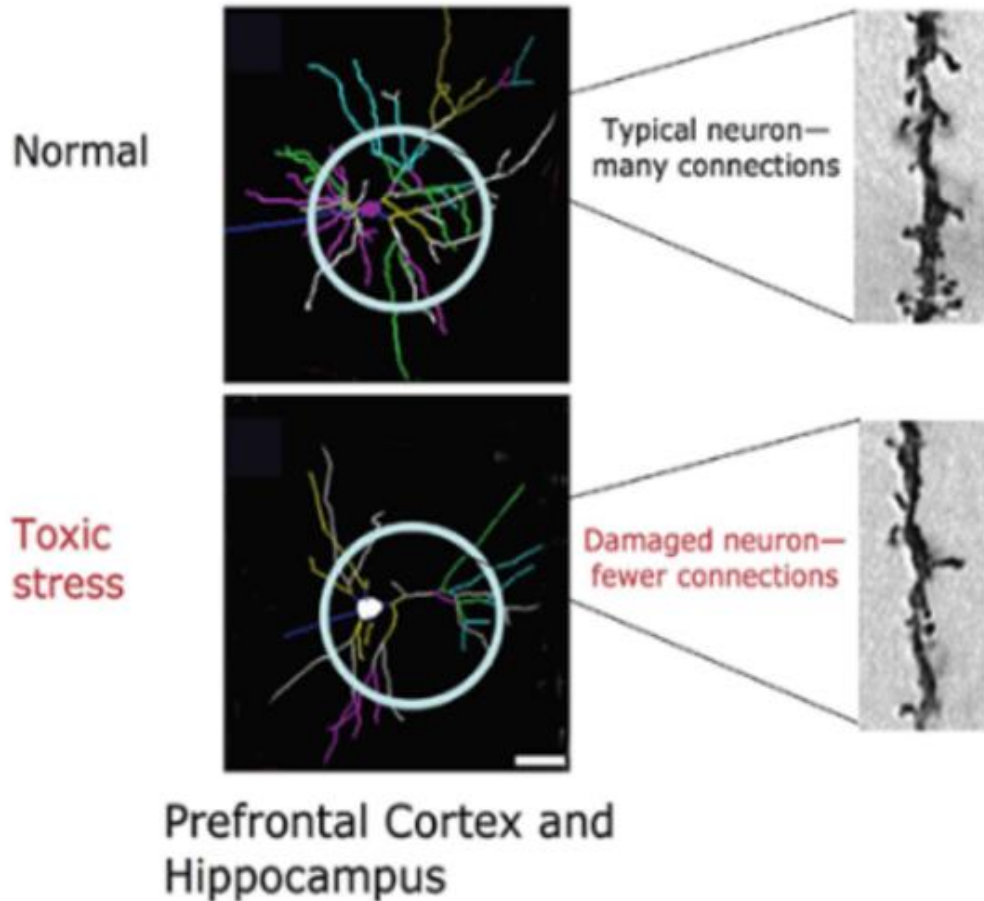 Normal
Typical neuron—
many connections
Toxic
stress
Damaged neuron—
fewer connections
Prefrontal Cortex and
Hippocampus